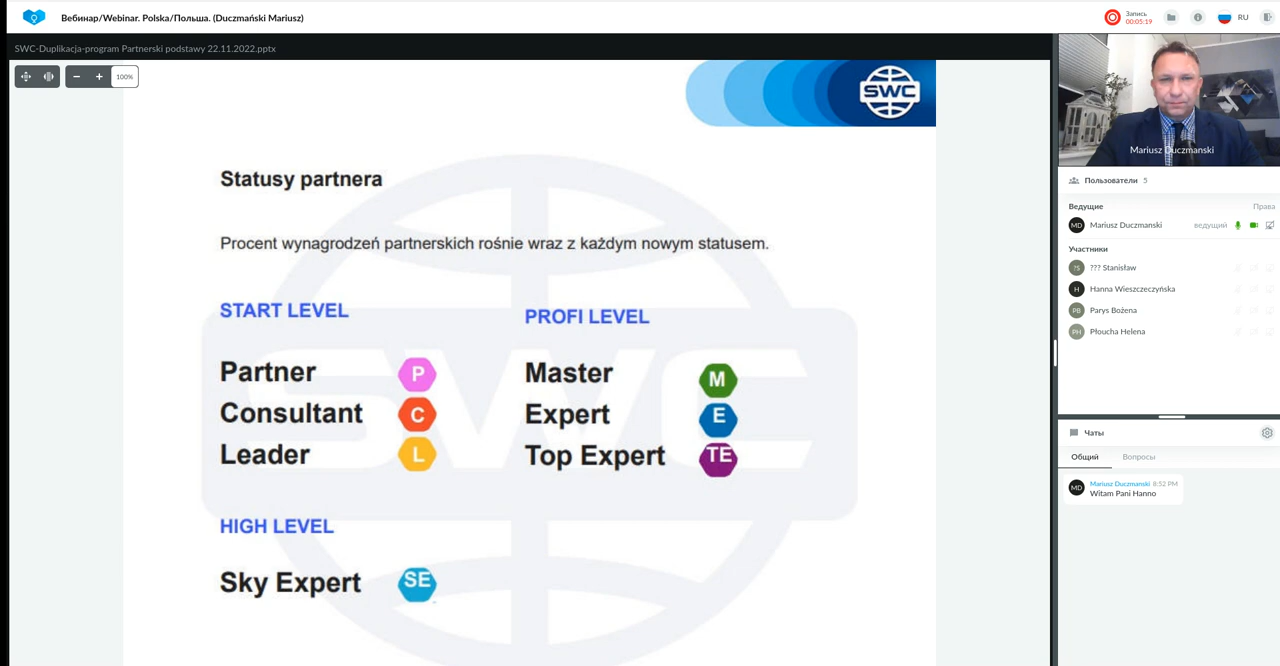 Вебинар/Webinar. Polska/Польша. (Duczmański Mariusz)
Запись
00:05:19
RU
SWC-Duplikacja-program Partnerski podstawy 22.11.2022.pptx
100%
SWC
Statusy partnera
Procent wynagrodzeń partnerskich rośnie wraz z każdym nowym statusem.
START LEVEL
Partner P
Consultant C
Leader L
PROFI LEVEL
Master M
Expert E
Top Expert TE
HIGH LEVEL
Sky Expert SE
SWC
Mariusz Duczmanski
Пользователи 5
Ведущие Права
MD Mariusz Duczmanski ведущий
Участники
?S ??? Stanisław
H Hanna Wieszczeczyńska
PB Parys Bożena
PH Płoucha Helena
Чаты
Общий Вопросы
MD Mariusz Duczmanski 8:52 PM
Witam Pani Hanno